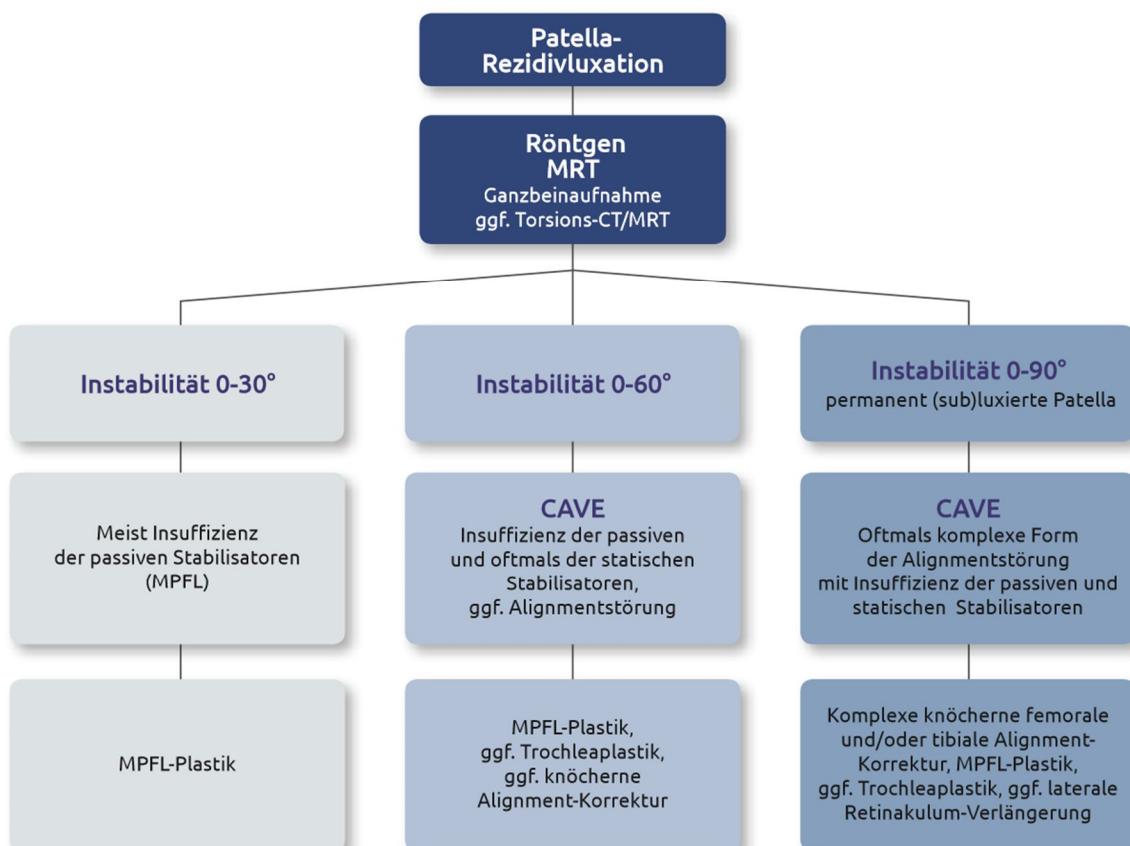 Patella-
Rezidivluxation
Röntgen
MRT
Ganzbeinaufnahme
ggf. Torsions-CT/MRT
Instabilität 0-30°
Instabilität 0-60°
Instabilität 0-90°
permanent (sub)luxierte Patella
Meist Insuffizienz
der passiven Stabilisatoren
(MPFL)
CAVE
Insuffizienz der passiven
und oftmals der statischen
Stabilisatoren,
ggf. Alignmentstörung
CAVE
Oftmals komplexe Form
der Alignmentstörung
mit Insuffizienz der passiven und
statischen Stabilisatoren
MPFL-Plastik
MPFL-Plastik,
ggf. Trochleaplastik,
ggf. knöcherne
Alignment-Korrektur
Komplexe knöcherne femorale
und/oder tibiale Alignment-
Korrektur, MPFL-Plastik,
ggf. Trochleaplastik, ggf. laterale
Retinakulum-Verlängerung